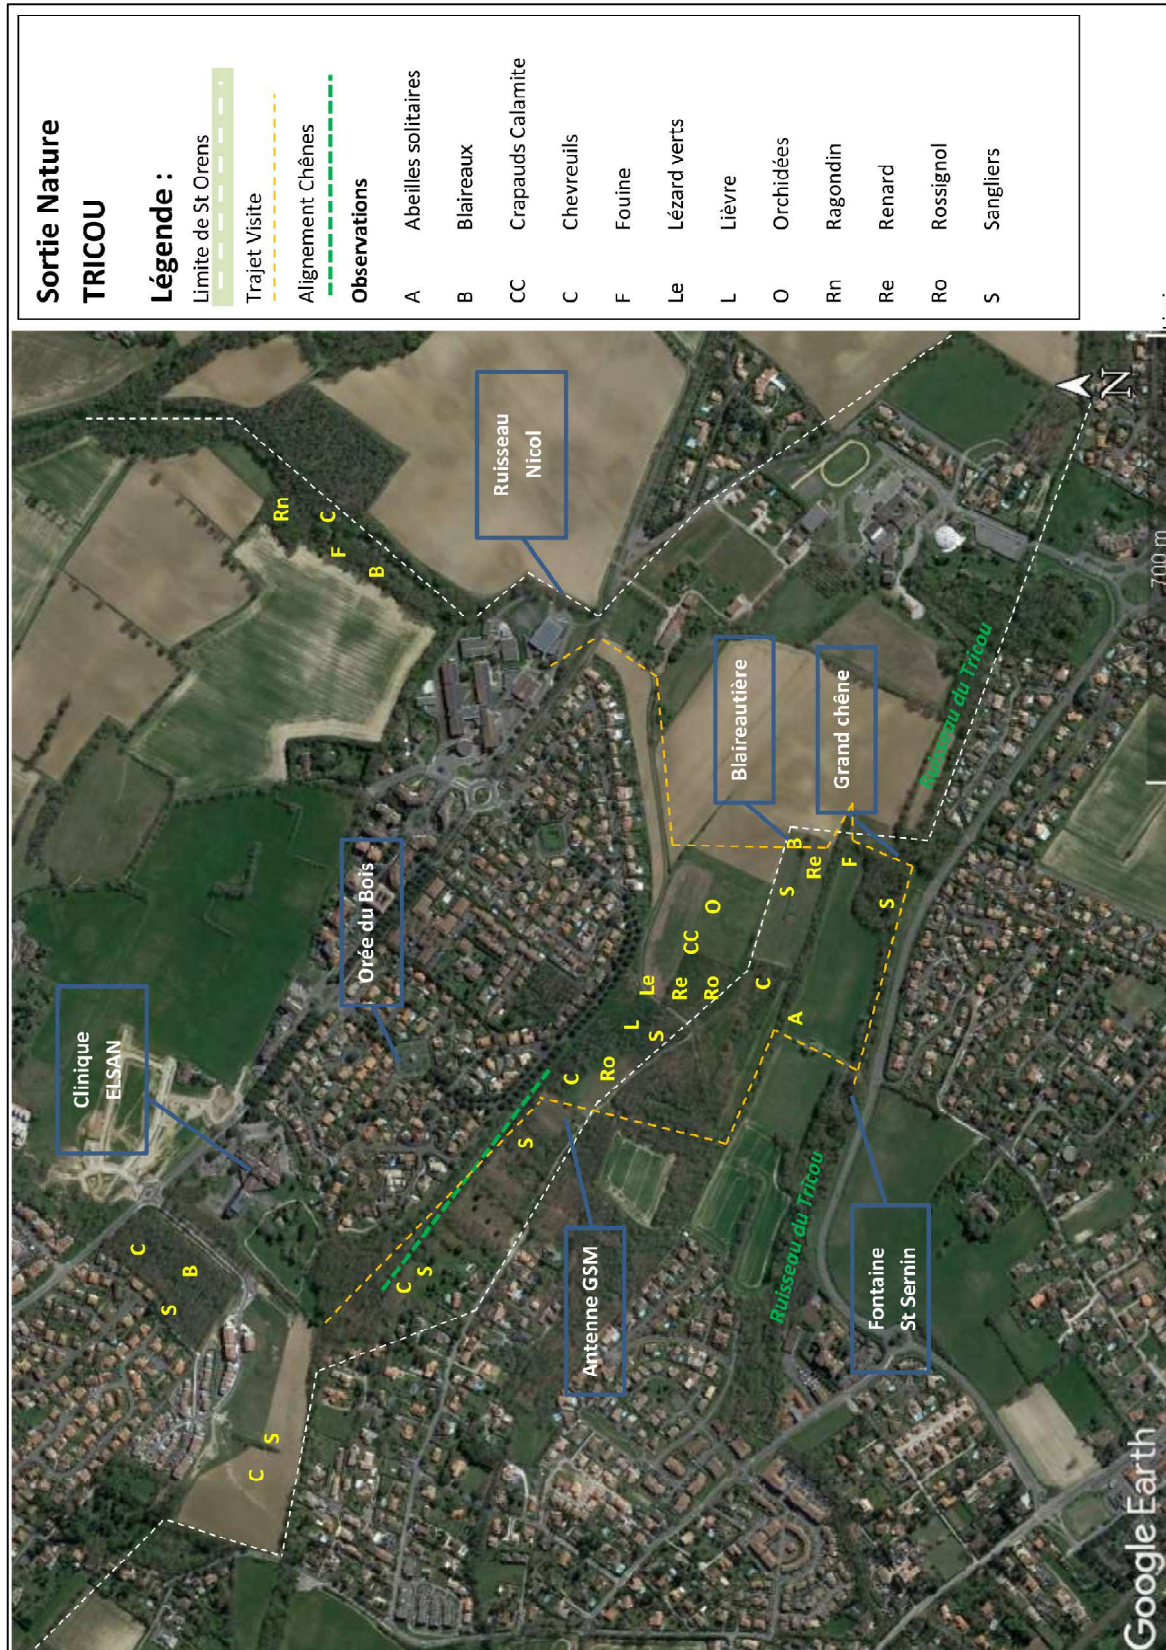 Sortie Nature
TRICOU
Légende :
Limite de St Orens
Trajet Visite
Alignement Chênes
Observations
A Abeilles solitaires
B Blaireaux
CC Crapauds Calamite
C Chevreuils
F Fouine
Le Lézard verts
L Lièvre
O Orchidées
Rn Ragondin
Re Renard
Ro Rossignol
S Sangliers
Clinique
ELSAN
Orée du Bois
Ruisseau
Nicol
Blaireautière
Grand chêne
Antenne GSM
Fontaine
St Sernin
Ruisseau du Tricou
Ruisseau du Tricou
C
S
S
B
C
C
S
S
C
Ro
L
S
Le
Re
Ro
CC
O
C
A
S
B
Re
F
S
Rn
C
F
B
Google Earth
700 m
N